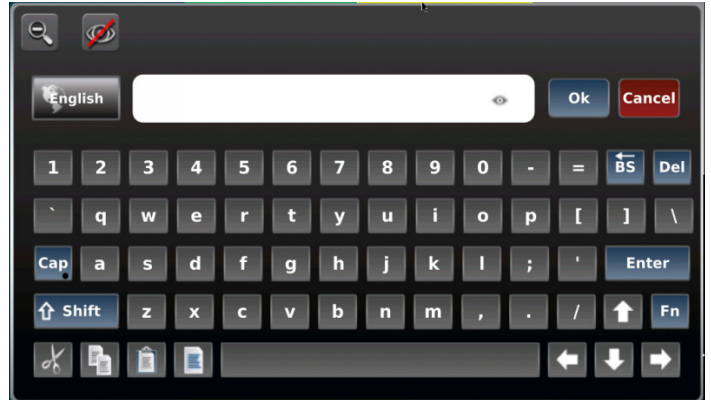 English Ok Cancel
1 2 3 4 5 6 7 8 9 0 - = BS Del
` q w e r t y u i o p [ ] \
Cap a s d f g h j k l ; ' Enter
Shift z x c v b n m , . / Fn